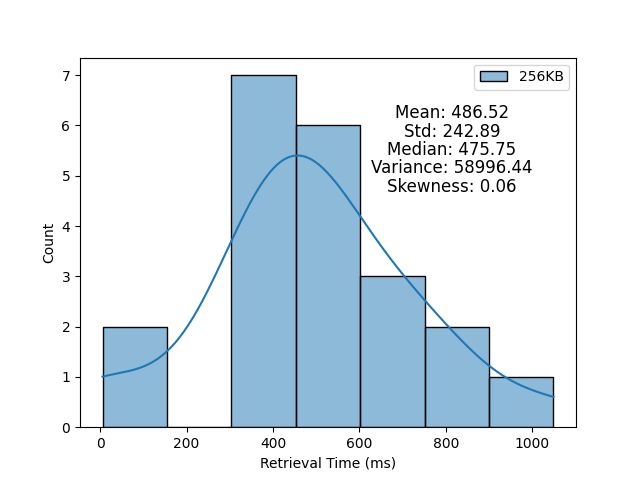 256KB
Mean: 486.52
Std: 242.89
Median: 475.75
Variance: 58996.44
Skewness: 0.06
Count
7
6
5
4
3
2
1
0
0 200 400 600 800 1000
Retrieval Time (ms)